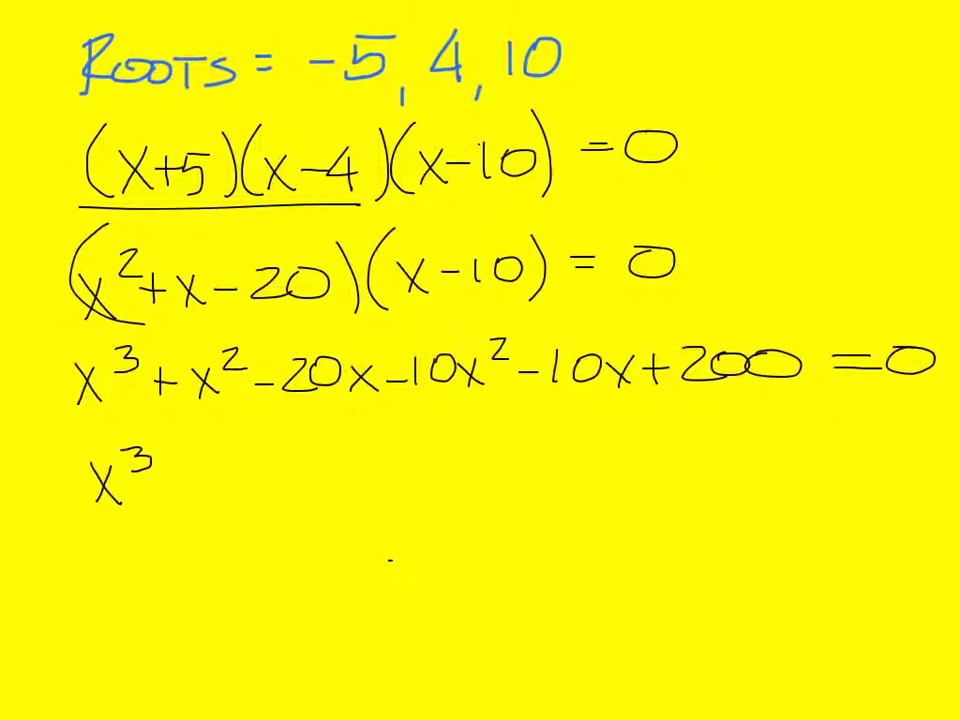 ROOTS = -5, 4, 10
(x+5)(x-4)(x-10) = 0
(x²+x-20)(x-10) = 0
x³+x²-20x-10x²-10x+200 = 0
x³